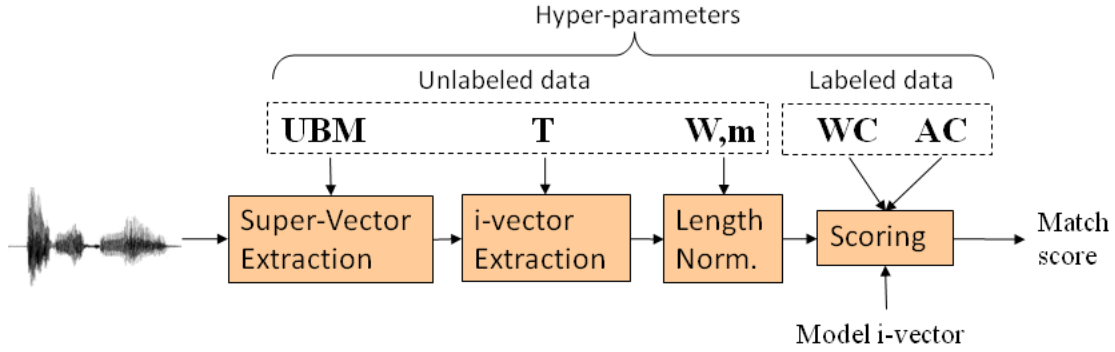 Hyper-parameters
Unlabeled data
Labeled data
UBM
T
W,m
WC
AC
Super-Vector
Extraction
i-vector
Extraction
Length
Norm.
Scoring
Match
score
Model i-vector